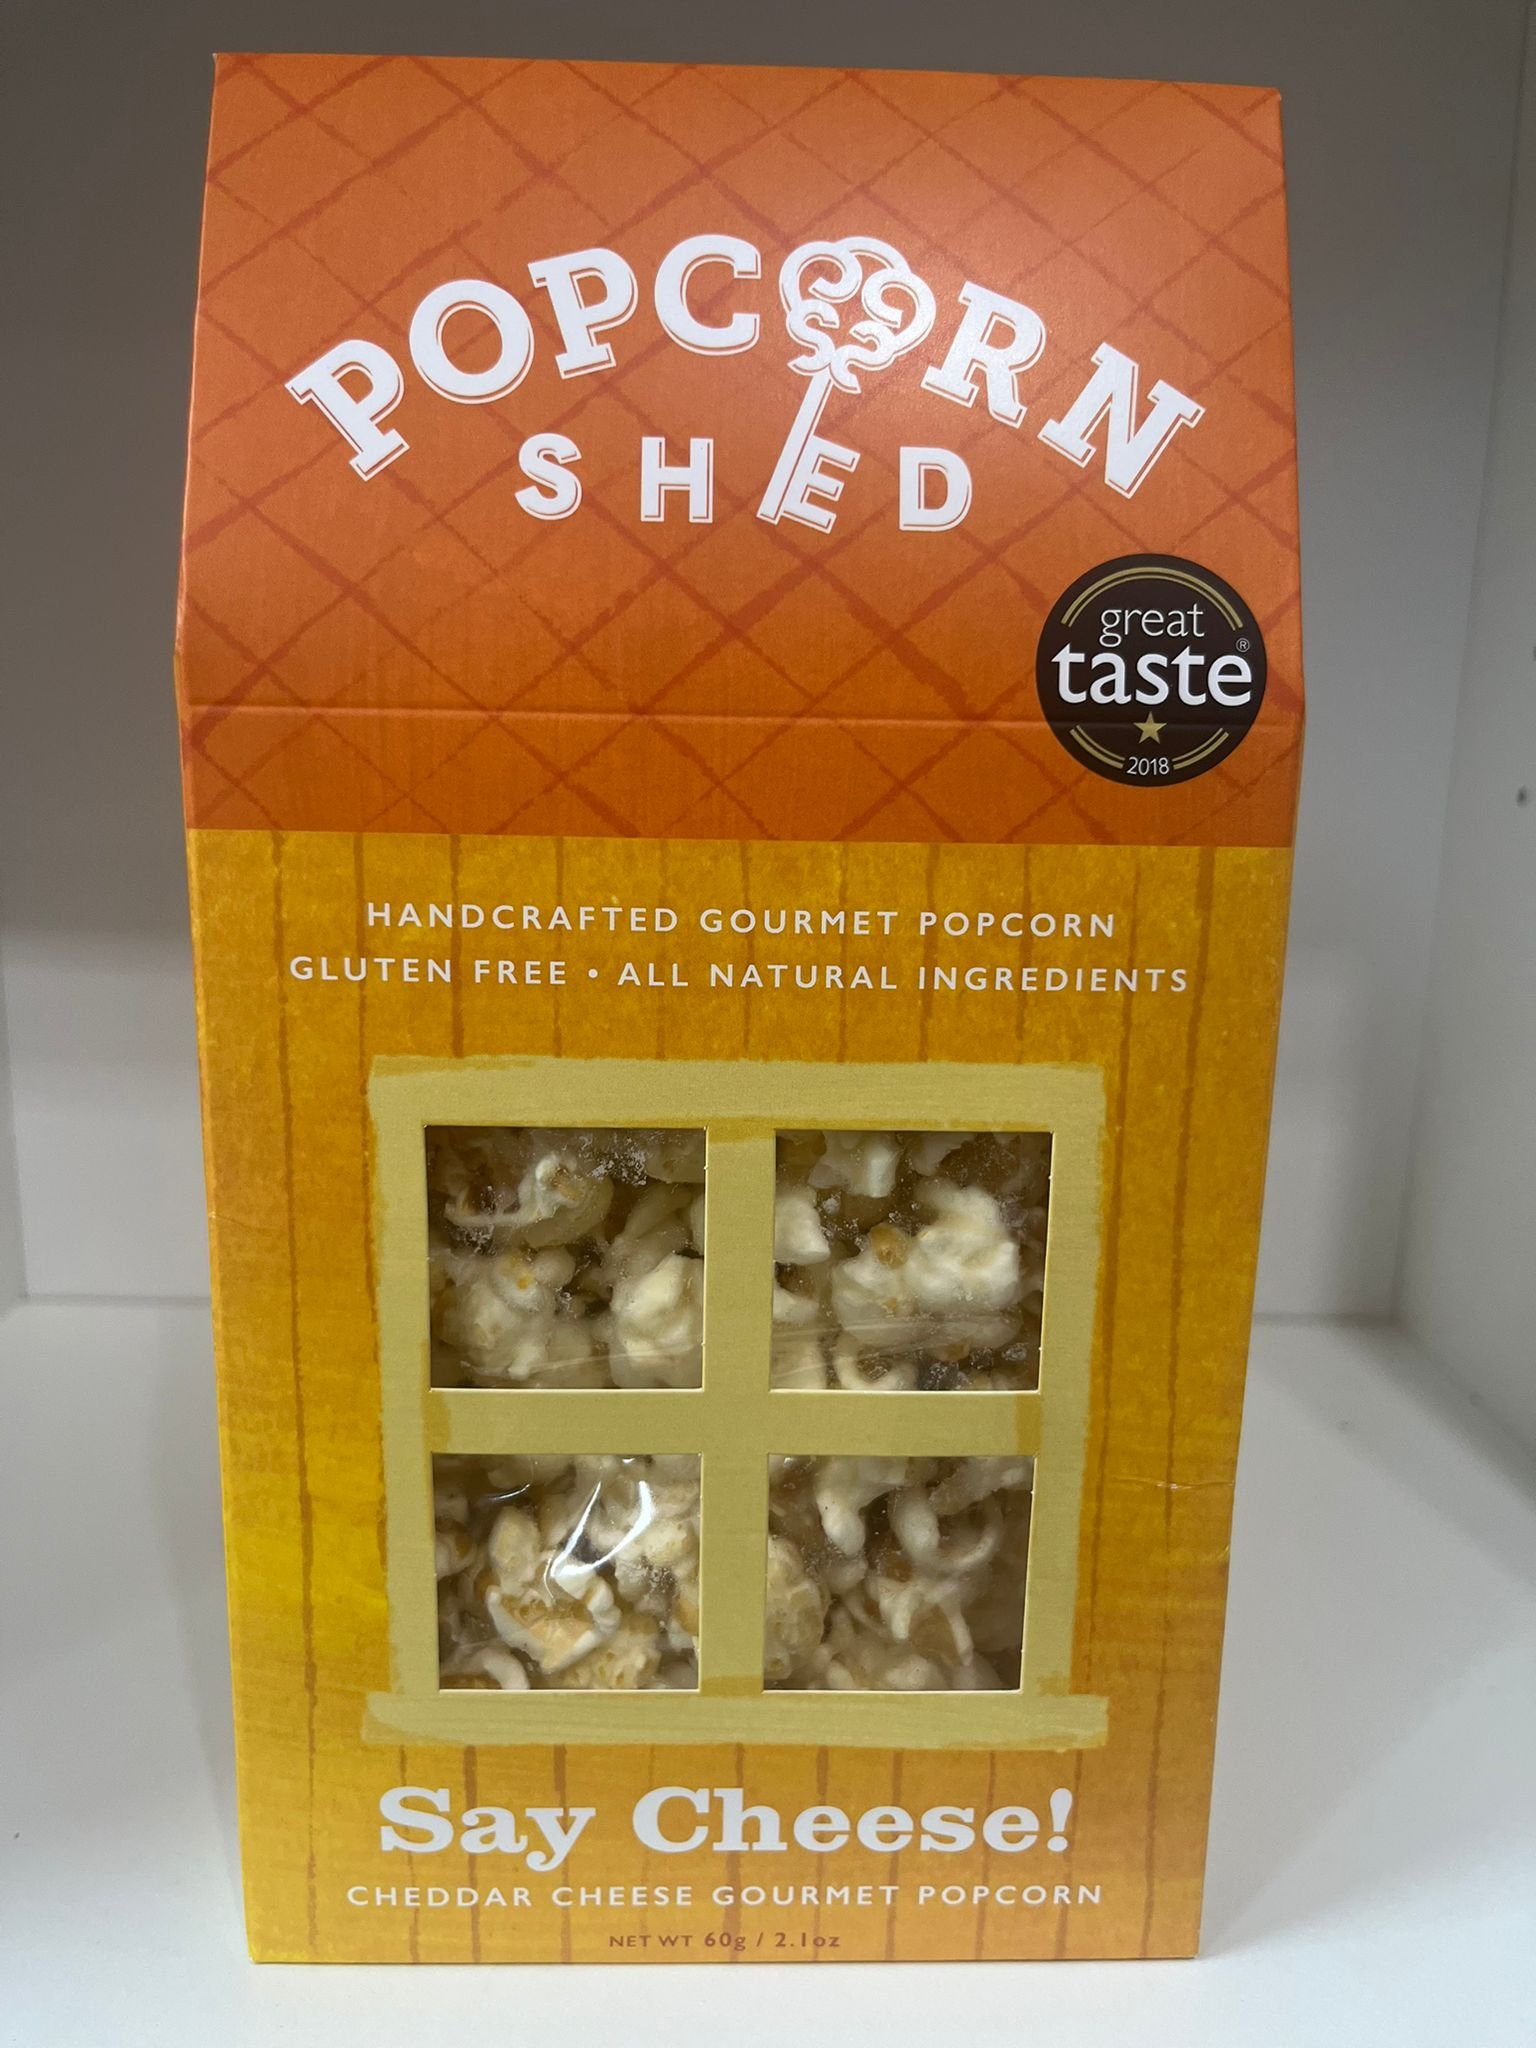 POPCORN
SHED
great
taste®
2018
HANDCRAFTED GOURMET POPCORN
GLUTEN FREE • ALL NATURAL INGREDIENTS
Say Cheese!
CHEDDAR CHEESE GOURMET POPCORN
NET WT 60g / 2.1oz